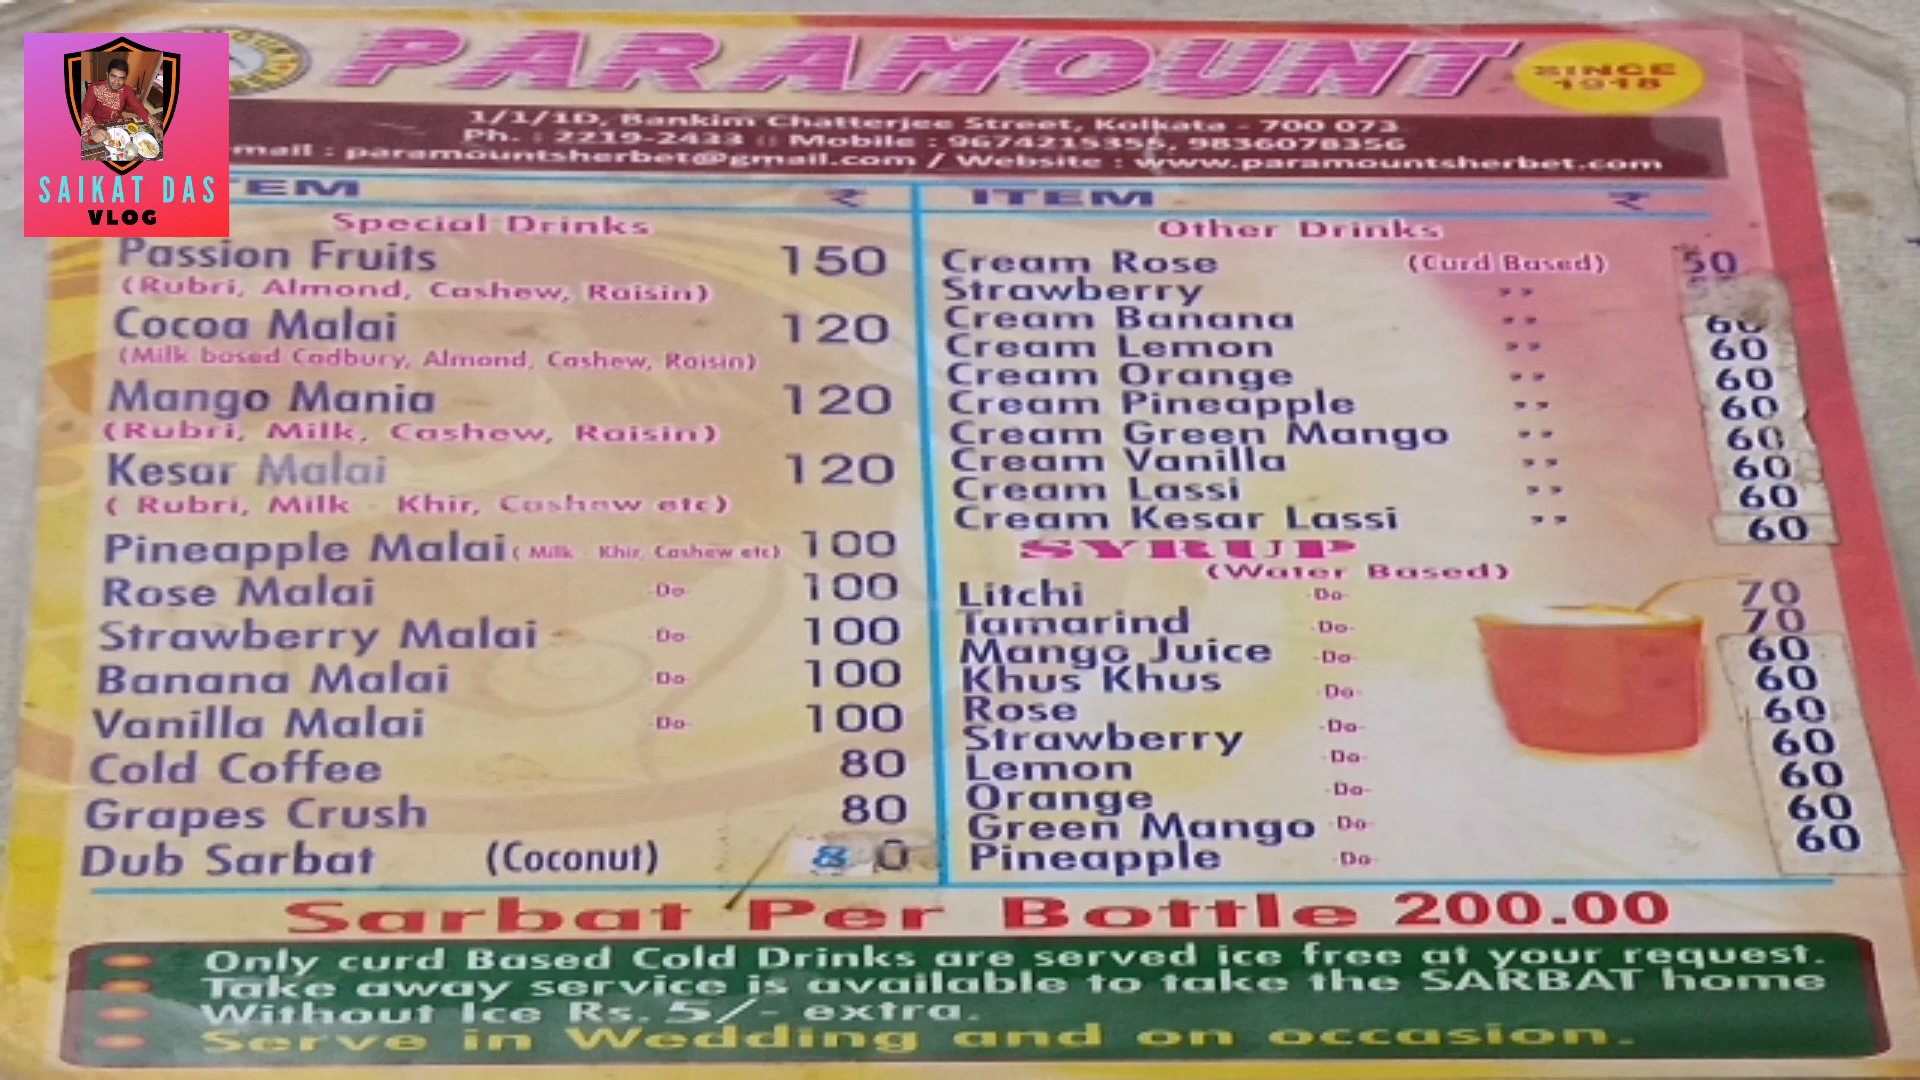 SAIKAT DAS
VLOG
PARAMOUNT
SINCE
1918
1/1/1D, Bankim Chatterjee Street, Kolkata - 700 073
Ph. : 2219-2433 :: Mobile : 9674215355, 9836078356
mail : paramountsherbet@gmail.com / Website : www.paramountsherbet.com
TEM ₹
Special Drinks
Passion Fruits 150
(Rubri, Almond, Cashew, Raisin)
Cocoa Malai 120
(Milk based Cadbury, Almond, Cashew, Raisin)
Mango Mania 120
(Rubri, Milk, Cashew, Raisin)
Kesar Malai 120
( Rubri, Milk - Khir, Cashew etc)
Pineapple Malai ( Milk Khir, Cashew etc) 100
Rose Malai -Do- 100
Strawberry Malai -Do- 100
Banana Malai -Do- 100
Vanilla Malai -Do- 100
Cold Coffee 80
Grapes Crush 80
Dub Sarbat (Coconut) 8 0
ITEM ₹
Other Drinks
Cream Rose (Curd Based) 50
Strawberry ,,
Cream Banana ,, 60
Cream Lemon ,, 60
Cream Orange ,, 60
Cream Pineapple ,, 60
Cream Green Mango ,, 60
Cream Vanilla ,, 60
Cream Lassi ,, 60
Cream Kesar Lassi ,, 60
SYRUP
(Water Based)
Litchi -Do- 70
Tamarind -Do- 70
Mango Juice -Do- 60
Khus Khus -Do- 60
Rose -Do- 60
Strawberry -Do- 60
Lemon -Do- 60
Orange -Do- 60
Green Mango -Do- 60
Pineapple -Do-
Sarbat Per Bottle 200.00
Only curd Based Cold Drinks are served ice free at your request.
Take away service is available to take the SARBAT home
Without Ice Rs. 5/- extra.
Serve in Wedding and on occasion.